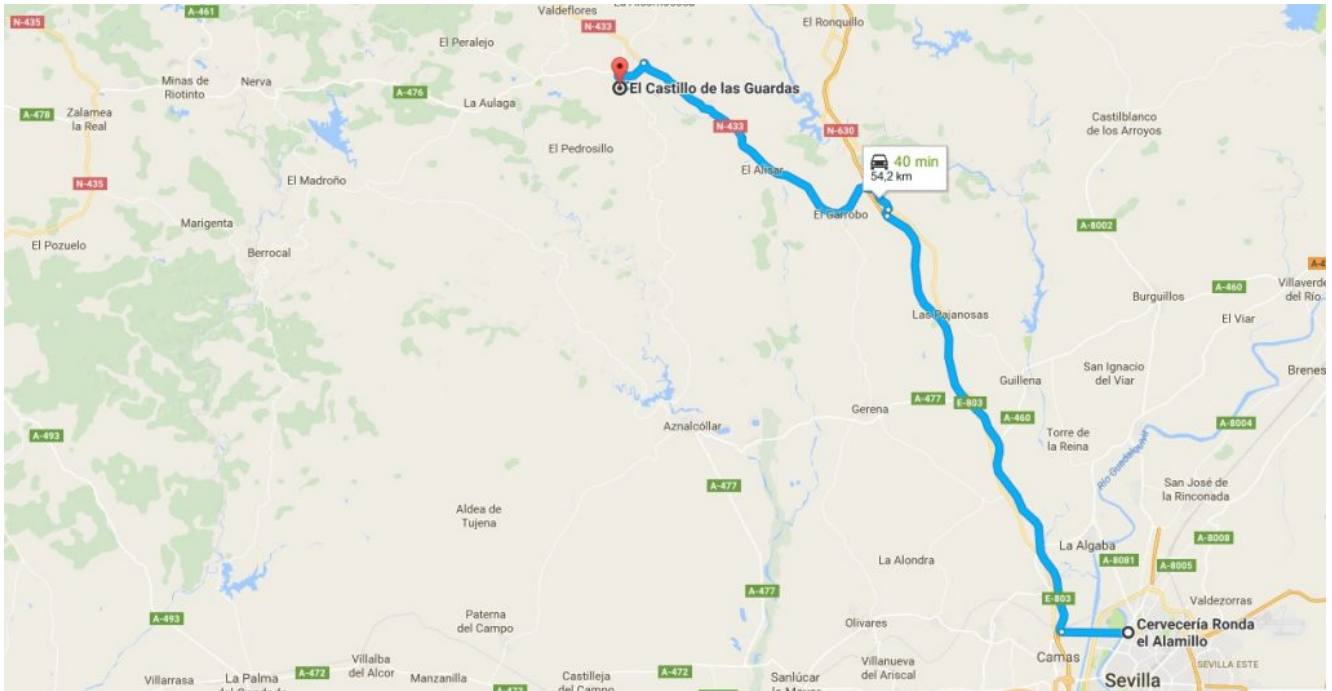 N-435
A-461
Valdeflores
N-433
El Ronquillo
El Peralejo
Minas de
Riotinto
Nerva
A-476
La Aulaga
El Castillo de las Guardas
A-478
Zalamea
la Real
N-433
N-630
Castilblanco
de los Arroyos
El Pedrosillo
40 min
54,2 km
El Alisar
N-435
El Madroño
El Garrobo
Marigenta
A-8002
El Pozuelo
Berrocal
A-460
Villaverde
del Río
Burguillos
El Viar
Las Pajanosas
San Ignacio
del Viar
Brenes
Guillena
A-477
E-803
Gerena
A-460
A-8004
Aznalcóllar
A-493
Torre de
la Reina
Río Guadalquivir
A-477
San José de
la Rinconada
Aldea de
Tujena
A-8008
La Algaba
La Alondra
A-8081
A-8005
A-477
E-803
Valdezorras
A-493
Paterna
del Campo
Olivares
Cervecería Ronda
el Alamillo
Camas
Villalba
del Alcor
Villanueva
del Ariscal
SEVILLA ESTE
Villarrasa
La Palma
A-472
Manzanilla
Castilleja
del Campo
A-472
Sanlúcar
Sevilla